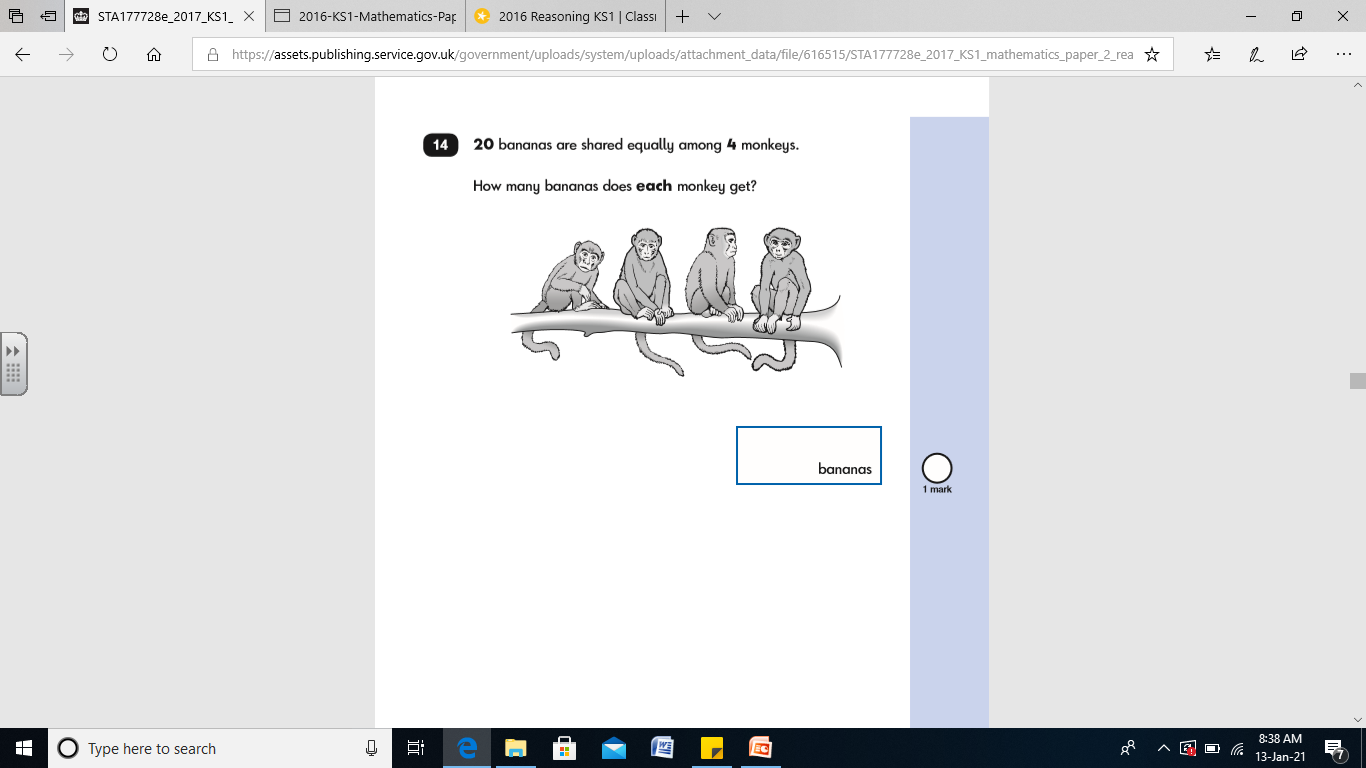 STA177728e_2017_KS1_
2016-KS1-Mathematics-Pap
2016 Reasoning KS1 | Classr
https://assets.publishing.service.gov.uk/government/uploads/system/uploads/attachment_data/file/616515/STA177728e_2017_KS1_mathematics_paper_2_rea
14 20 bananas are shared equally among 4 monkeys.
How many bananas does each monkey get?
bananas
1 mark
Type here to search
8:38 AM
13-Jan-21
7